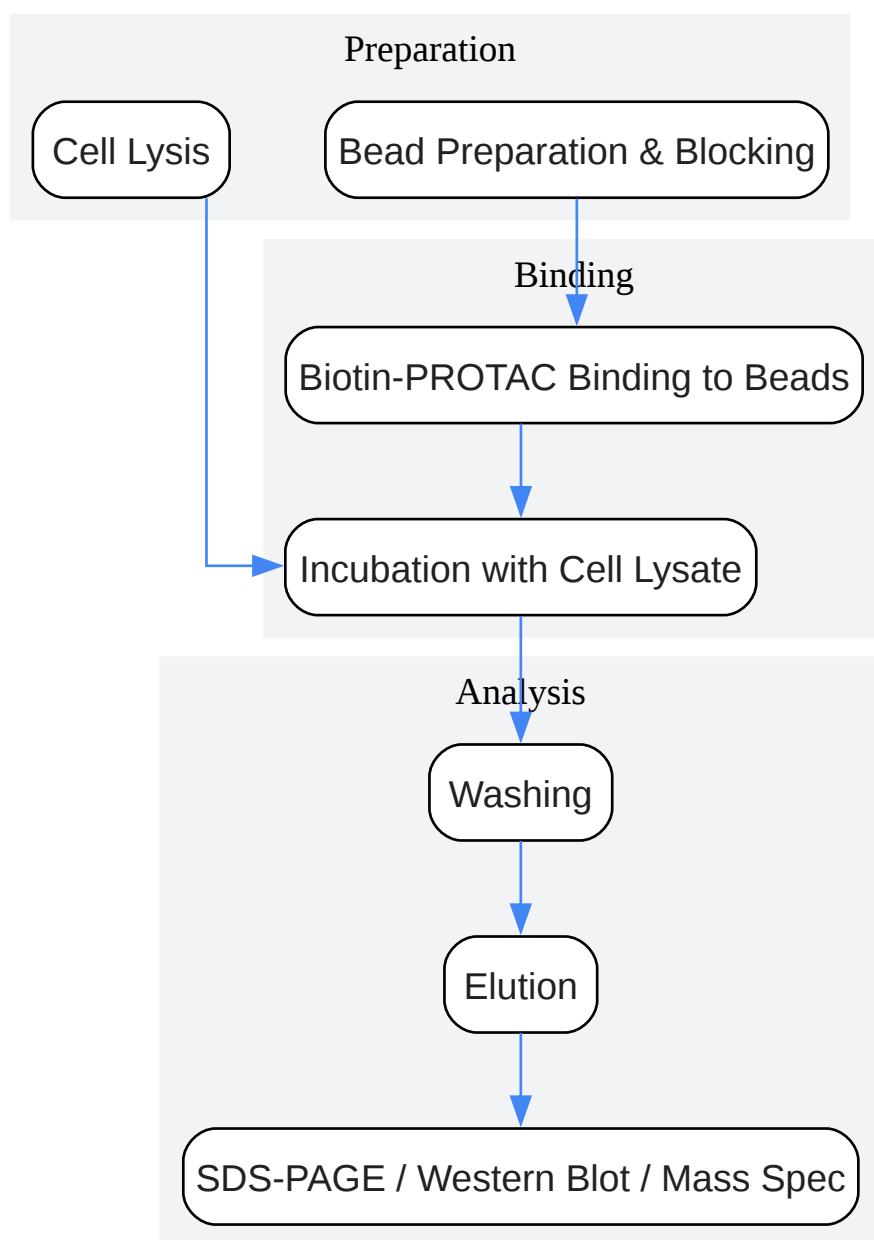 Preparation
Cell Lysis
Bead Preparation & Blocking
Binding
Biotin-PROTAC Binding to Beads
Incubation with Cell Lysate
Analysis
Washing
Elution
SDS-PAGE / Western Blot / Mass Spec